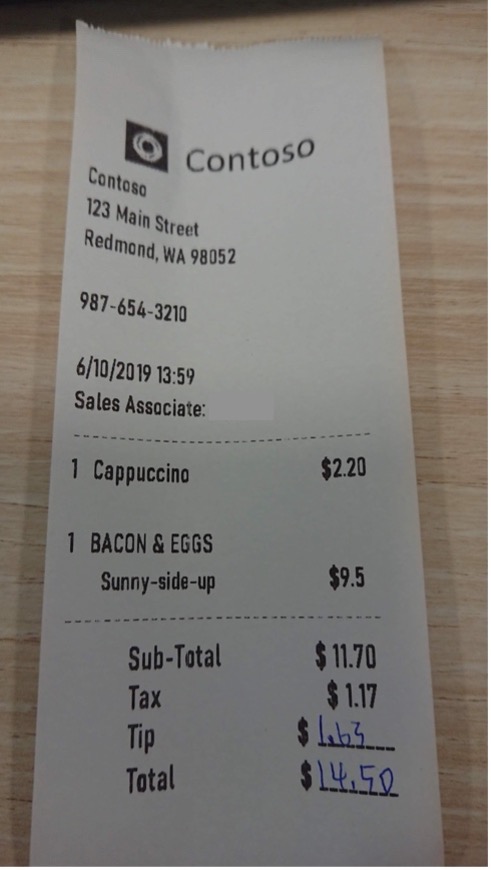 Contoso
Contoso
123 Main Street
Redmond, WA 98052
987-654-3210
6/10/2019 13:59
Sales Associate:
1 Cappuccino $2.20
1 BACON & EGGS
Sunny-side-up $9.5
Sub-Total $ 11.70
Tax $ 1.17
Tip $ 1.63
Total $ 14.50